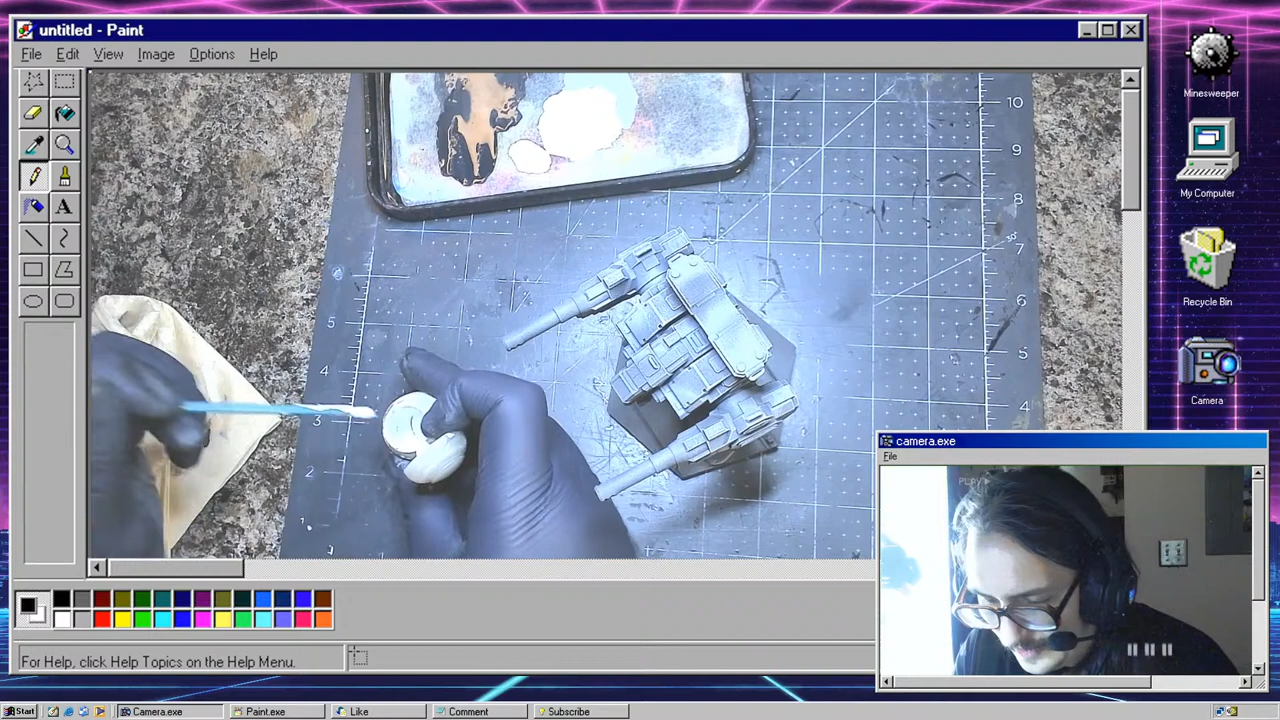 untitled - Paint
File Edit View Image Options Help
Minesweeper
My Computer
Recycle Bin
Camera
10
9
8
7
6
5
4
5
4
3
2
1
camera.exe
File
PLAY
For Help, click Help Topics on the Help Menu.
Start
Camera.exe
Paint.exe
Like
Comment
Subscribe